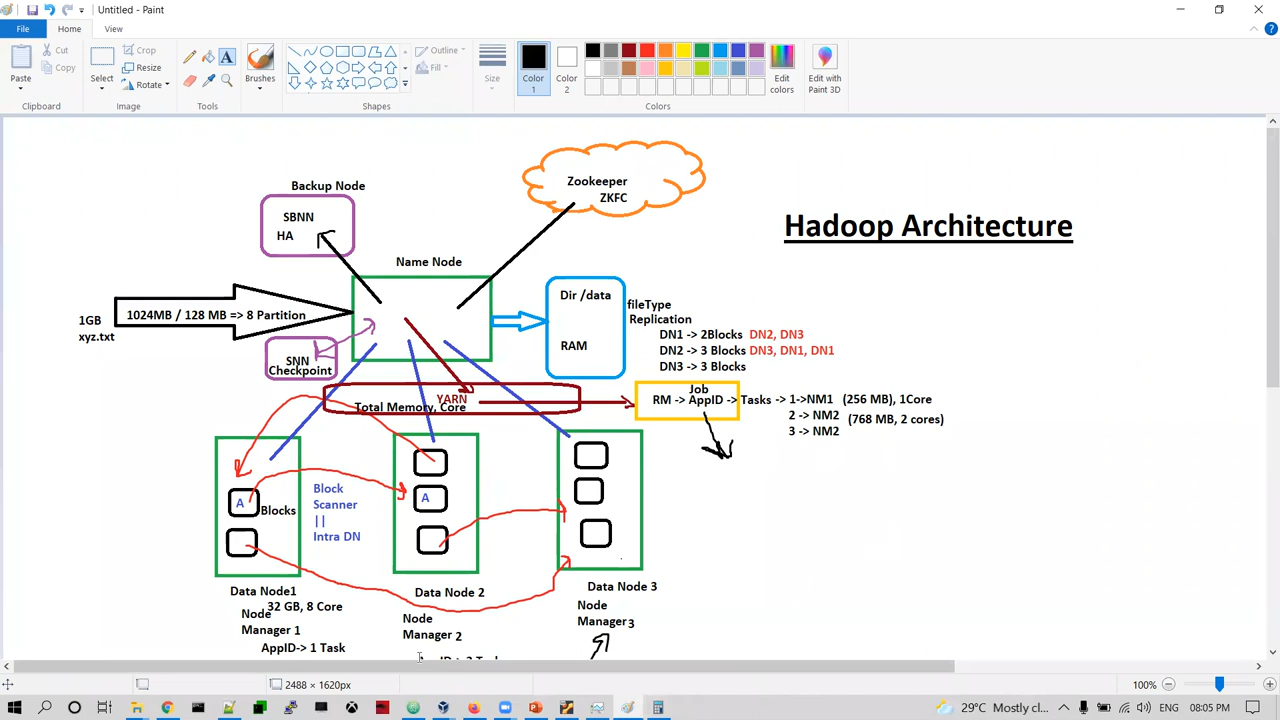 Untitled - Paint
File
Home
View
Paste
Cut
Copy
Clipboard
Select
Crop
Resize
Rotate
Image
Tools
Brushes
Shapes
Outline
Fill
Size
Color 1
Color 2
Colors
Edit colors
Edit with Paint 3D
Backup Node
SBNN
HA
Zookeeper
ZKFC
Hadoop Architecture
Name Node
1GB
xyz.txt
1024MB / 128 MB => 8 Partition
SNN
Checkpoint
Dir /data
RAM
fileType
Replication
DN1 -> 2Blocks DN2, DN3
DN2 -> 3 Blocks DN3, DN1, DN1
DN3 -> 3 Blocks
YARN
Total Memory, Core
Job
RM -> AppID -> Tasks -> 1->NM1 (256 MB), 1Core
2 -> NM2 (768 MB, 2 cores)
3 -> NM2
A
Blocks
Block
Scanner
||
Intra DN
A
Data Node1
32 GB, 8 Core
Node
Manager 1
AppID-> 1 Task
Data Node 2
Node
Manager 2
Data Node 3
Node
Manager 3
2488 × 1620px
100%
29°C Mostly cl...
ENG
08:05 PM